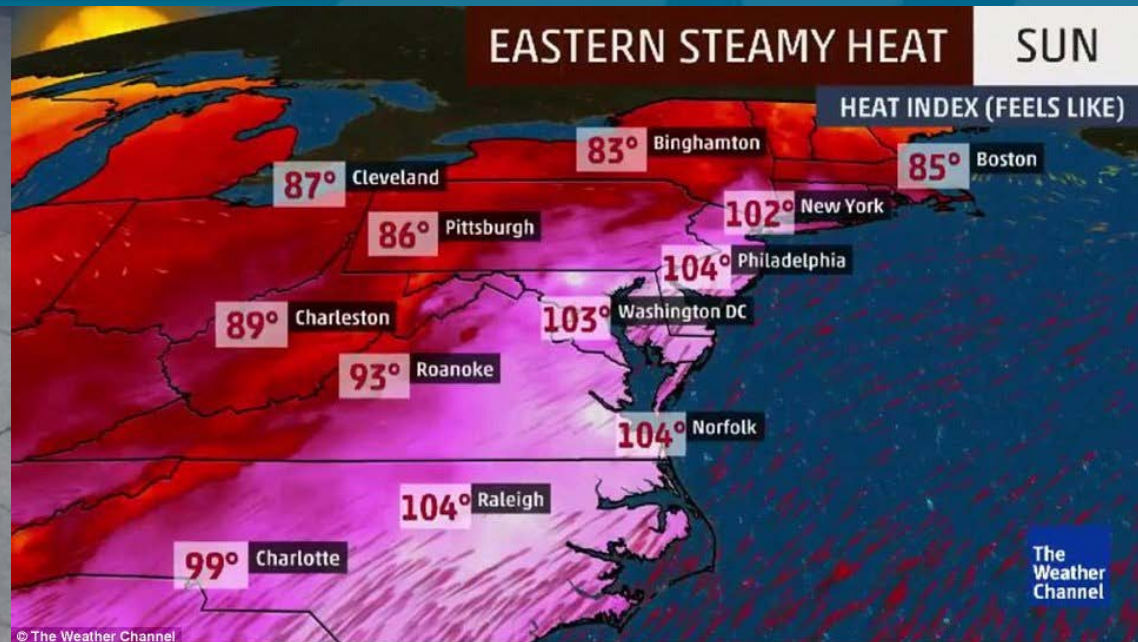 EASTERN STEAMY HEAT
SUN
HEAT INDEX (FEELS LIKE)
83° Binghamton
85° Boston
87° Cleveland
102° New York
86° Pittsburgh
104° Philadelphia
103° Washington DC
89° Charleston
93° Roanoke
104° Norfolk
104° Raleigh
99° Charlotte
The
Weather
Channel
© The Weather Channel